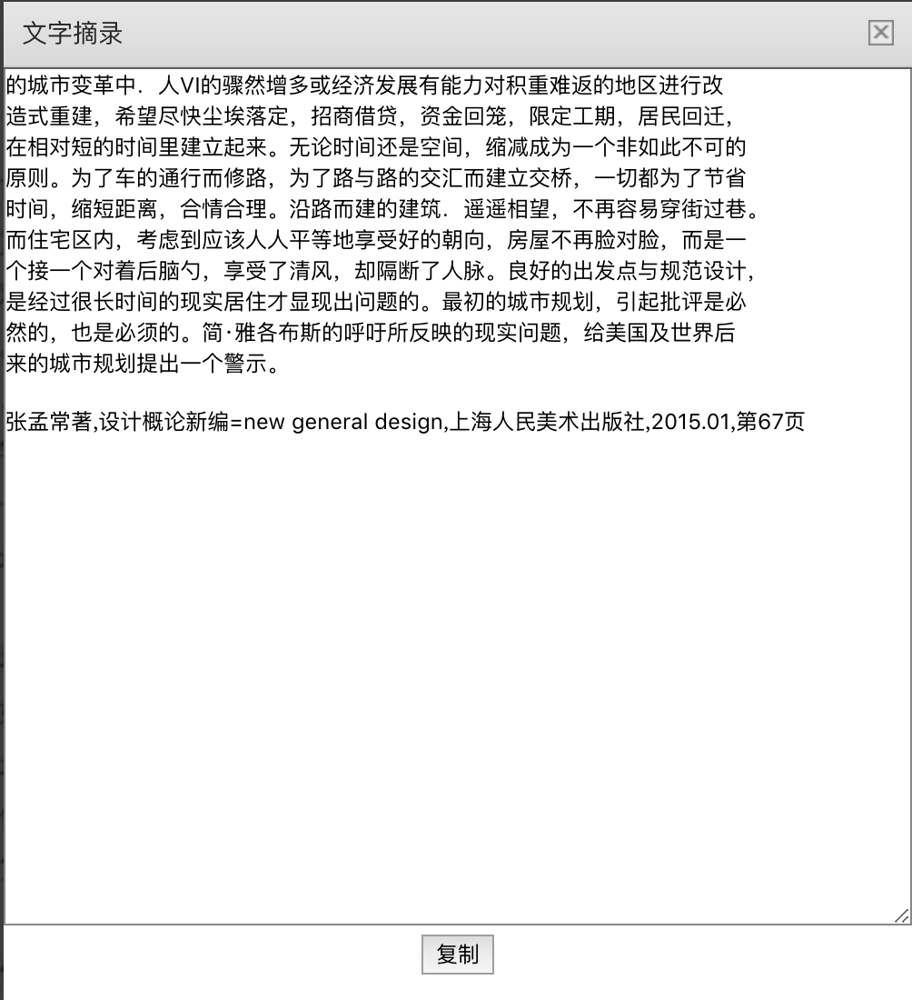 文字摘录
的城市变革中．人VI的骤然增多或经济发展有能力对积重难返的地区进行改
造式重建，希望尽快尘埃落定，招商借贷，资金回笼，限定工期，居民回迁，
在相对短的时间里建立起来。无论时间还是空间，缩减成为一个非如此不可的
原则。为了车的通行而修路，为了路与路的交汇而建立交桥，一切都为了节省
时间，缩短距离，合情合理。沿路而建的建筑．遥遥相望，不再容易穿街过巷。
而住宅区内，考虑到应该人人平等地享受好的朝向，房屋不再脸对脸，而是一
个接一个对着后脑勺，享受了清风，却隔断了人脉。良好的出发点与规范设计，
是经过很长时间的现实居住才显现出问题的。最初的城市规划，引起批评是必
然的，也是必须的。简·雅各布斯的呼吁所反映的现实问题，给美国及世界后
来的城市规划提出一个警示。
张孟常著,设计概论新编=new general design,上海人民美术出版社,2015.01,第67页
复制